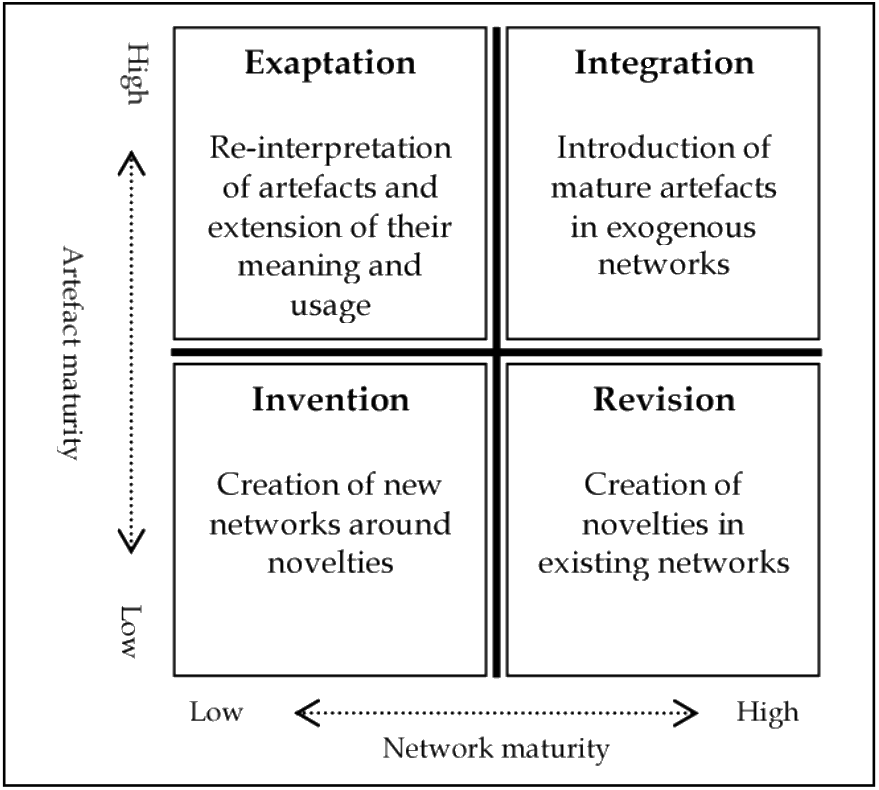 High
Artefact maturity
Low
Exaptation
Re-interpretation
of artefacts and
extension of their
meaning and
usage
Integration
Introduction of
mature artefacts
in exogenous
networks
Invention
Creation of new
networks around
novelties
Revision
Creation of
novelties in
existing networks
Low
High
Network maturity